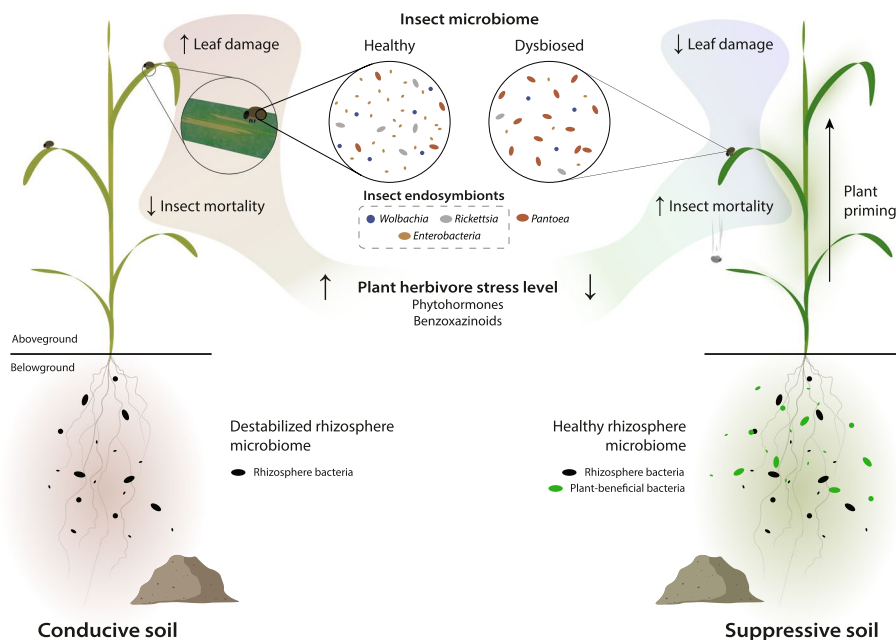 Insect microbiome
Healthy
Dysbiosed
↑ Leaf damage
↓ Leaf damage
↓ Insect mortality
↑ Insect mortality
Insect endosymbionts
Wolbachia
Rickettsia
Pantoea
Enterobacteria
Plant
priming
↑ Plant herbivore stress level ↓
Phytohormones
Benzoxazinoids
Aboveground
Belowground
Destabilized rhizosphere
microbiome
Rhizosphere bacteria
Healthy rhizosphere
microbiome
Rhizosphere bacteria
Plant-beneficial bacteria
Conducive soil
Suppressive soil